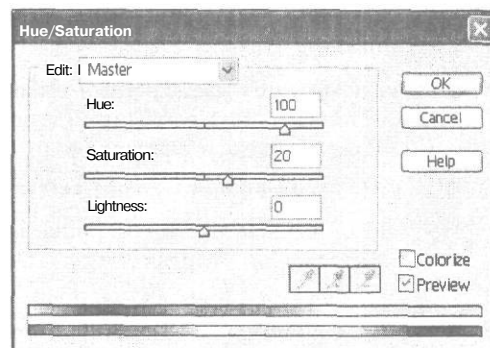 Hue/Saturation
Edit: Master
OK
Hue: 100
Cancel
Saturation: 20
Help
Lightness: 0
Colorize
Preview